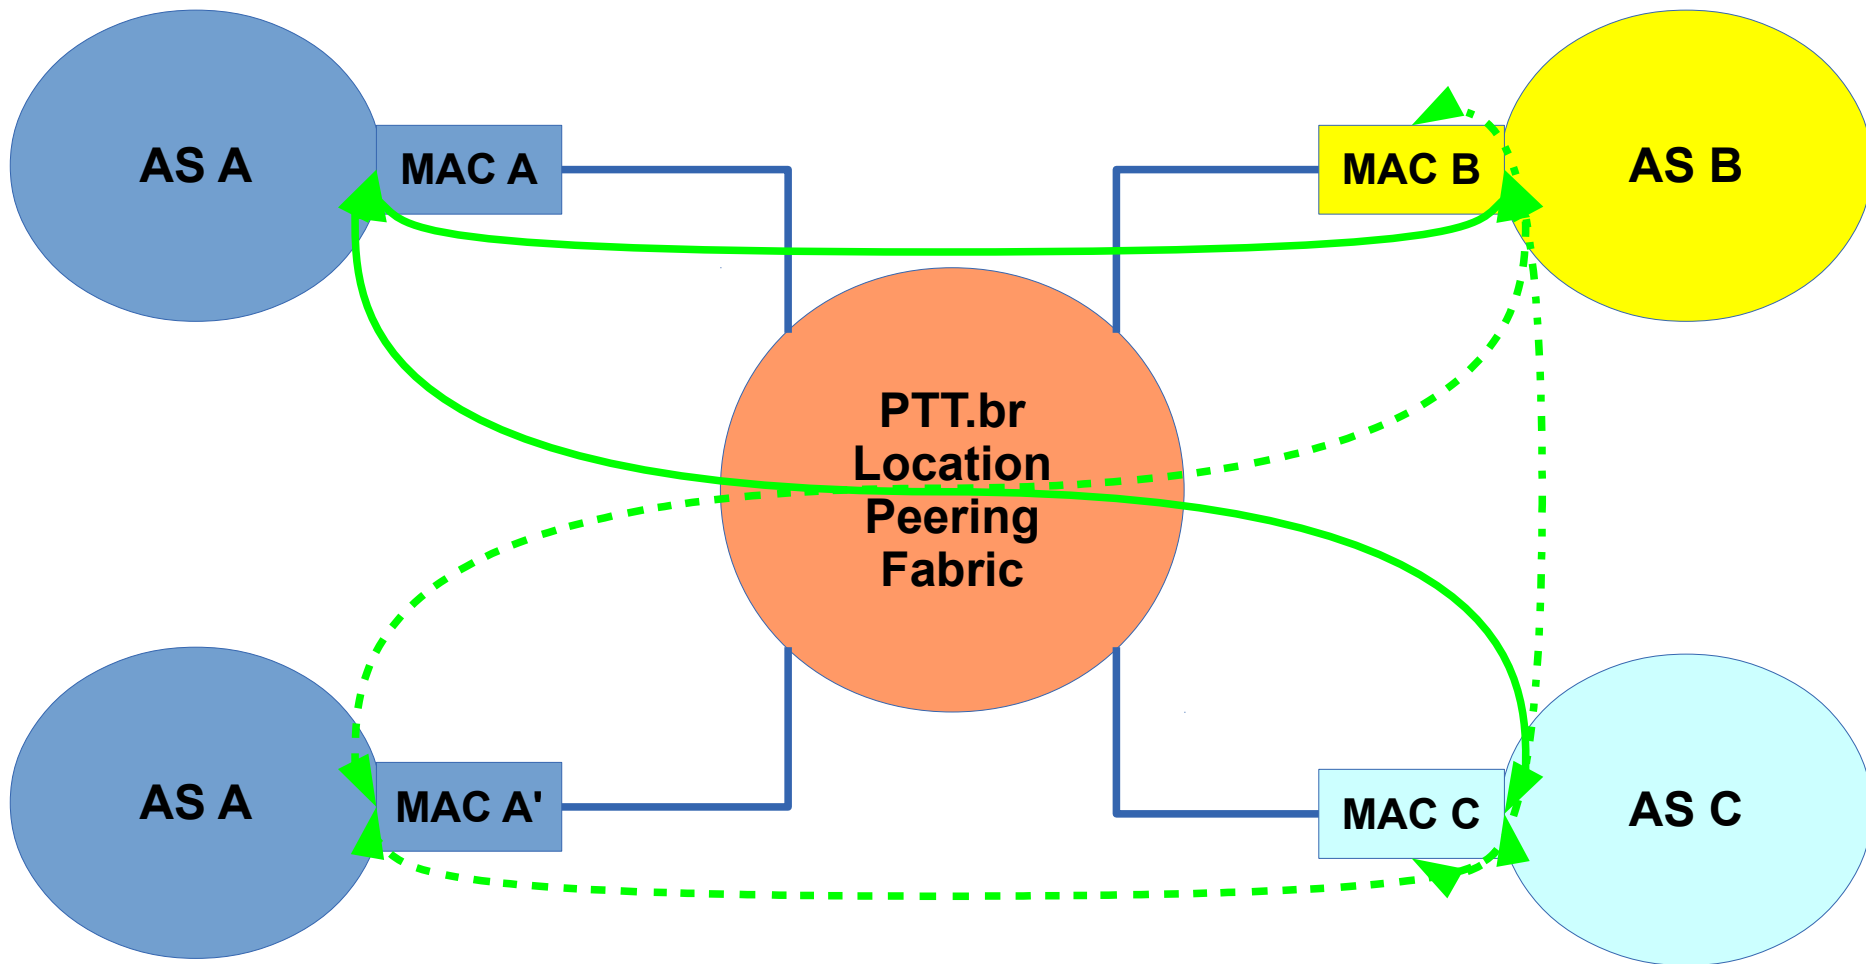 AS A
MAC A
MAC B
AS B
PTT.br
Location
Peering
Fabric
AS A
MAC A'
MAC C
AS C